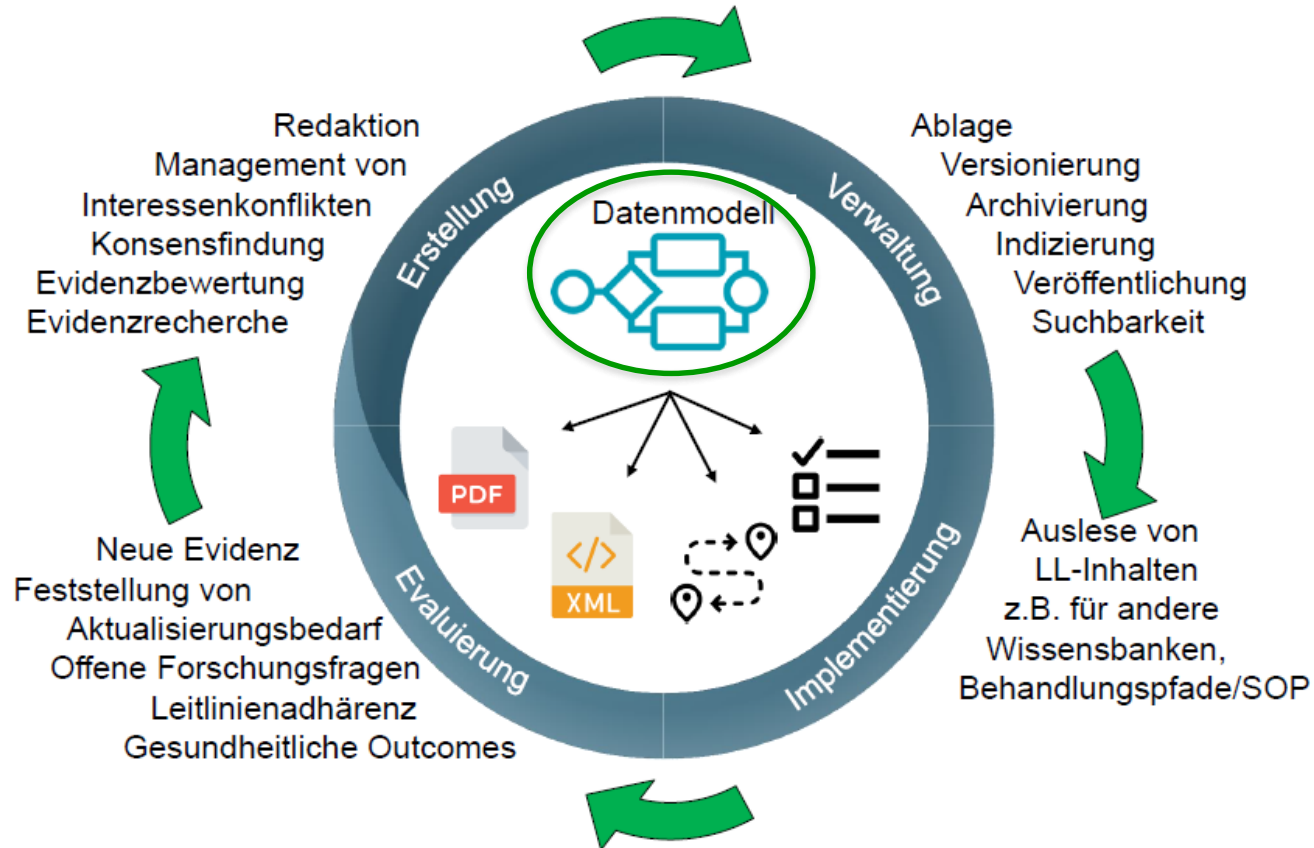 Redaktion
Management von
Interessenkonflikten
Konsensfindung
Evidenzbewertung
Evidenzrecherche
Erstellung
Datenmodell
Verwaltung
Ablage
Versionierung
Archivierung
Indizierung
Veröffentlichung
Suchbarkeit
PDF
</>
XML
Neue Evidenz
Feststellung von
Aktualisierungsbedarf
Offene Forschungsfragen
Leitlinienadhärenz
Gesundheitliche Outcomes
Evaluierung
Implementierung
Auslese von
LL-Inhalten
z.B. für andere
Wissensbanken,
Behandlungspfade/SOP